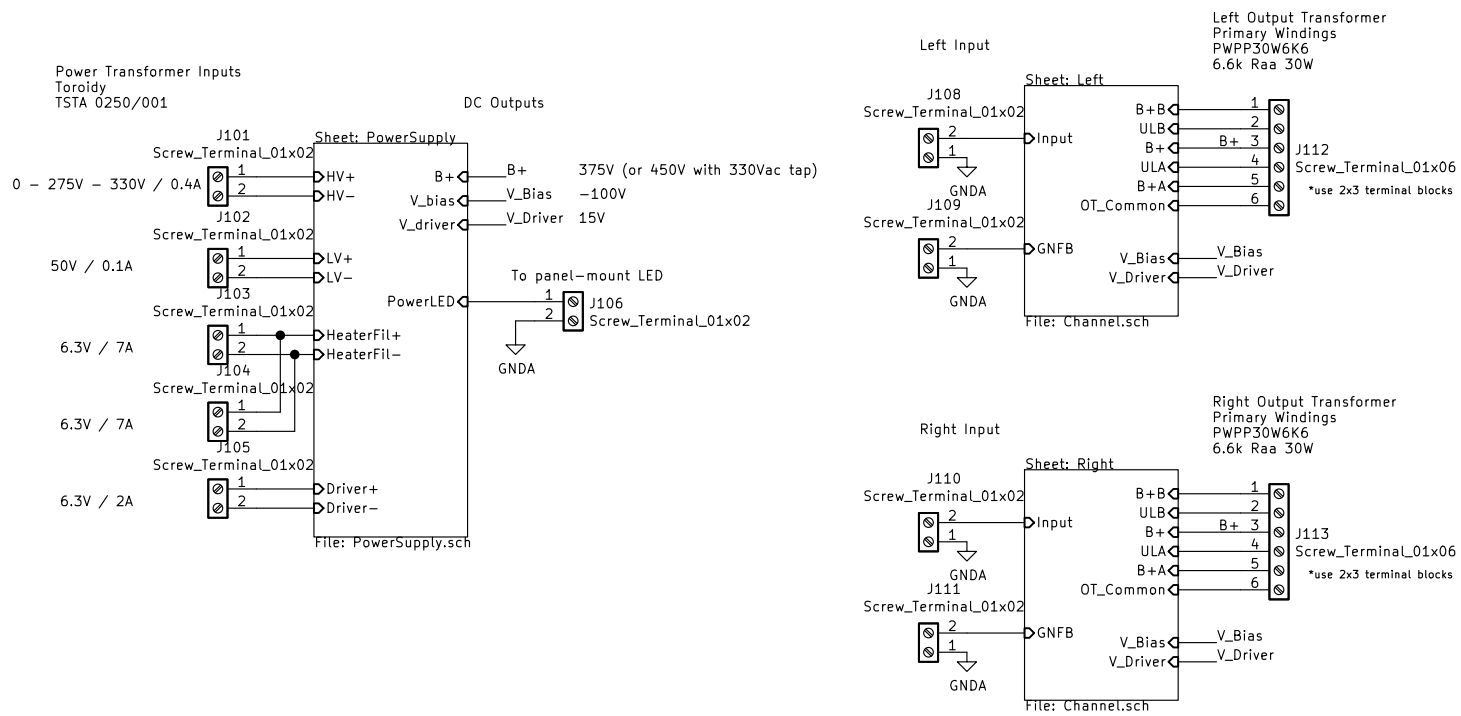 Power Transformer Inputs
Toroidy
TSTA 0250/001
DC Outputs
J101
Screw_Terminal_01x02
1
2
0 - 275V - 330V / 0.4A
J102
Screw_Terminal_01x02
1
2
50V / 0.1A
J103
Screw_Terminal_01x02
1
2
6.3V / 7A
J104
Screw_Terminal_01x02
1
2
6.3V / 7A
J105
Screw_Terminal_01x02
1
2
6.3V / 2A
Sheet: PowerSupply
HV+
HV-
LV+
LV-
HeaterFil+
HeaterFil-
Driver+
Driver-
B+
V_bias
V_driver
PowerLED
File: PowerSupply.sch
B+ 375V (or 450V with 330Vac tap)
V_Bias -100V
V_Driver 15V
To panel-mount LED
1
2
J106
Screw_Terminal_01x02
GNDA
Left Input
J108
Screw_Terminal_01x02
2
1
GNDA
J109
Screw_Terminal_01x02
2
1
GNDA
Sheet: Left
Input
GNFB
B+B
ULB
B+
ULA
B+A
OT_Common
V_Bias
V_Driver
File: Channel.sch
V_Bias
V_Driver
Left Output Transformer
Primary Windings
PWPP30W6K6
6.6k Raa 30W
1
2
B+ 3
4
5
6
J112
Screw_Terminal_01x06
*use 2x3 terminal blocks
Right Input
J110
Screw_Terminal_01x02
2
1
GNDA
J111
Screw_Terminal_01x02
2
1
GNDA
Sheet: Right
Input
GNFB
B+B
ULB
B+
ULA
B+A
OT_Common
V_Bias
V_Driver
File: Channel.sch
V_Bias
V_Driver
Right Output Transformer
Primary Windings
PWPP30W6K6
6.6k Raa 30W
1
2
B+ 3
4
5
6
J113
Screw_Terminal_01x06
*use 2x3 terminal blocks